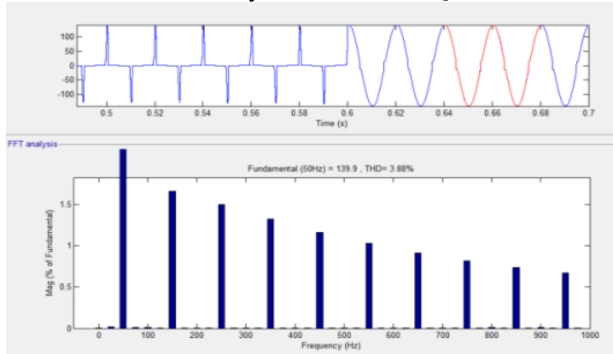 100
50
0
-50
-100
0.5 0.52 0.54 0.56 0.58 0.6 0.62 0.64 0.66 0.68 0.7
Time (s)
FFT analysis
Fundamental (50Hz) = 139.9 , THD= 3.88%
Mag (% of Fundamental)
1.5
1
0.5
0
0 100 200 300 400 500 600 700 800 900 1000
Frequency (Hz)